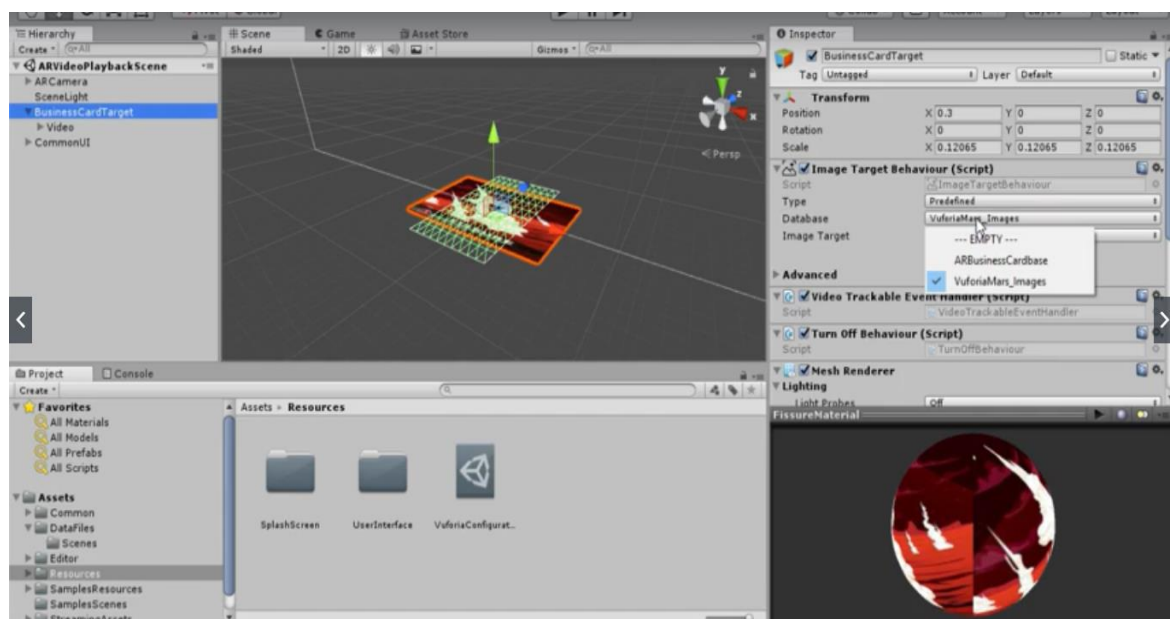 Hierarchy
Create
All
ARVideoPlaybackScene
ARCamera
SceneLight
BusinessCardTarget
Video
CommonUI
Scene
Game
Asset Store
Shaded
2D
Gizmos
All
y
z
x
Persp
Inspector
BusinessCardTarget
Static
Tag Untagged
Layer Default
Transform
Position X 0.3 Y 0 Z 0
Rotation X 0 Y 0 Z 0
Scale X 0.12065 Y 0.12065 Z 0.12065
Image Target Behaviour (Script)
Script ImageTargetBehaviour
Type Predefined
Database VuforiaMars_Images
Image Target
--- EMPTY ---
ARBusinessCardbase
VuforiaMars_Images
Advanced
Video Trackable Event Handler (Script)
Script VideoTrackableEventHandler
Turn Off Behaviour (Script)
Script TurnOffBehaviour
Mesh Renderer
Lighting
Light Probes Off
FissureMaterial
Project
Console
Create
Favorites
All Materials
All Models
All Prefabs
All Scripts
Assets
Common
DataFiles
Scenes
Editor
Resources
SamplesResources
SamplesScenes
StreamingAssets
Assets Resources
SplashScreen
UserInterface
VuforiaConfigurat..